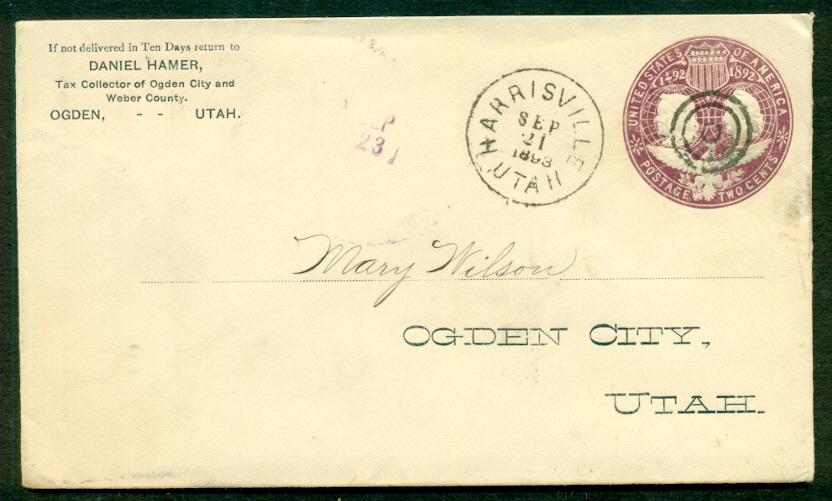 If not delivered in Ten Days return to
DANIEL HAMER,
Tax Collector of Ogden City and
Weber County.
OGDEN, - - UTAH.
SEP
23
HARRISVILLE
SEP
21
1893
UTAH
UNITED STATES OF AMERICA
1492 1892
POSTAGE TWO CENTS
Mary Wilson
OGDEN CITY,
UTAH.